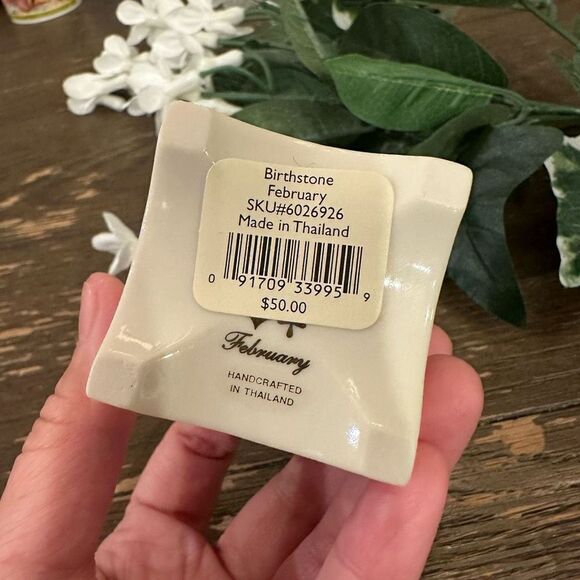 Birthstone
February
SKU#6026926
Made in Thailand
0 91709 33995 9
$50.00
February
HANDCRAFTED
IN THAILAND